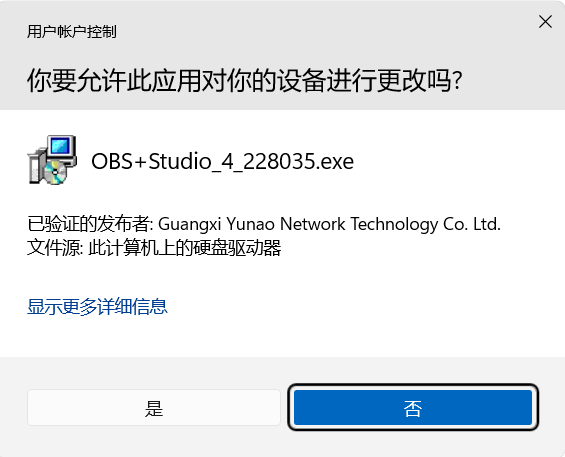 用户帐户控制
你要允许此应用对你的设备进行更改吗?
OBS+Studio_4_228035.exe
已验证的发布者: Guangxi Yunao Network Technology Co. Ltd.
文件源: 此计算机上的硬盘驱动器
显示更多详细信息
是
否